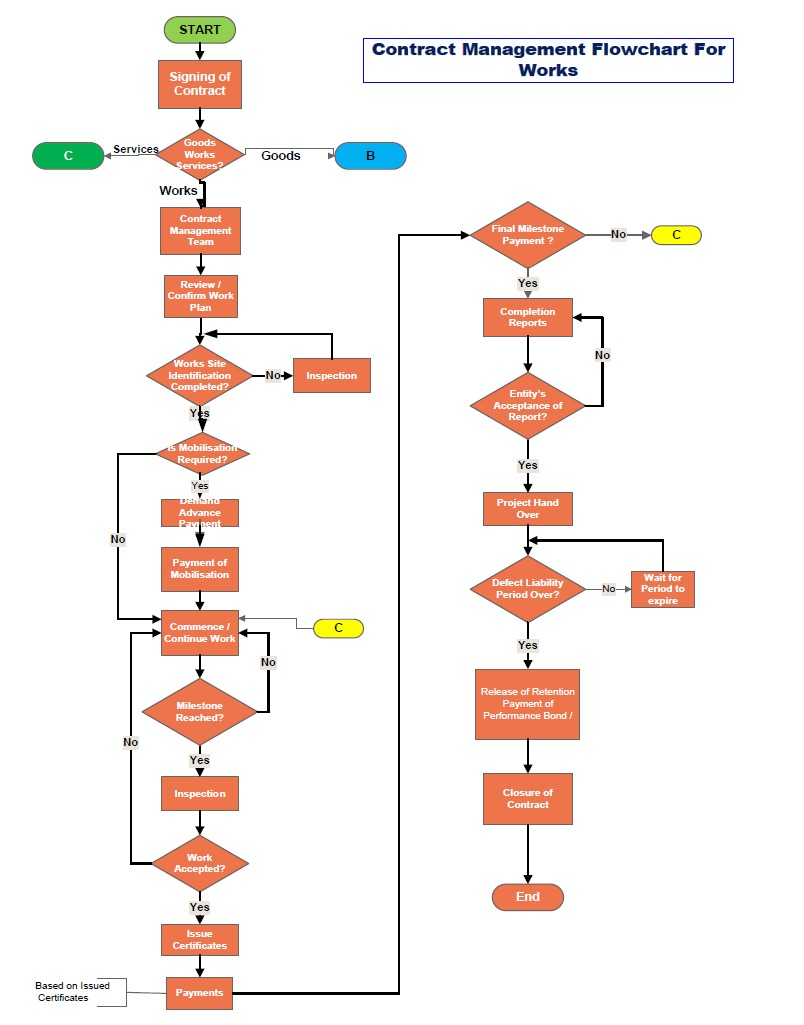 START
Contract Management Flowchart For
Works
Signing of
Contract
Goods
Works
Services?
Services
C
Goods
B
Works
Contract
Management
Team
Review /
Confirm Work
Plan
Works Site
Identification
Completed?
No
Inspection
Yes
Is Mobilisation
Required?
Yes
No
Demand
Advance
Payment
Payment of
Mobilisation
Commence /
Continue Work
C
No
Milestone
Reached?
No
Yes
Inspection
Work
Accepted?
Yes
Issue
Certificates
Based on Issued
Certificates
Payments
Final Milestone
Payment ?
No
C
Yes
Completion
Reports
No
Entity's
Acceptance of
Report?
Yes
Project Hand
Over
Defect Liability
Period Over?
No
Wait for
Period to
expire
Yes
Release of Retention
Payment of
Performance Bond /
Closure of
Contract
End